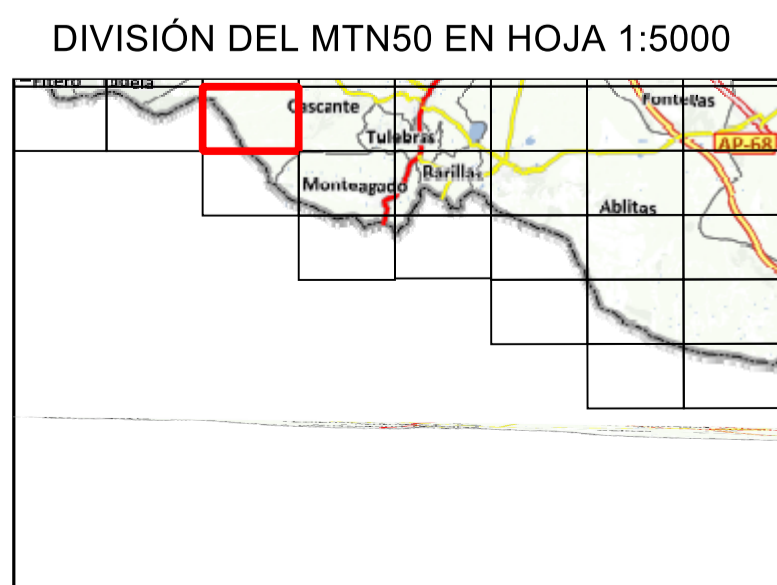 DIVISIÓN DEL MTN50 EN HOJA 1:5000
Cascante
Fontellas
Tulebras
AP-68
Barillas
Monteagudo
Ablitas